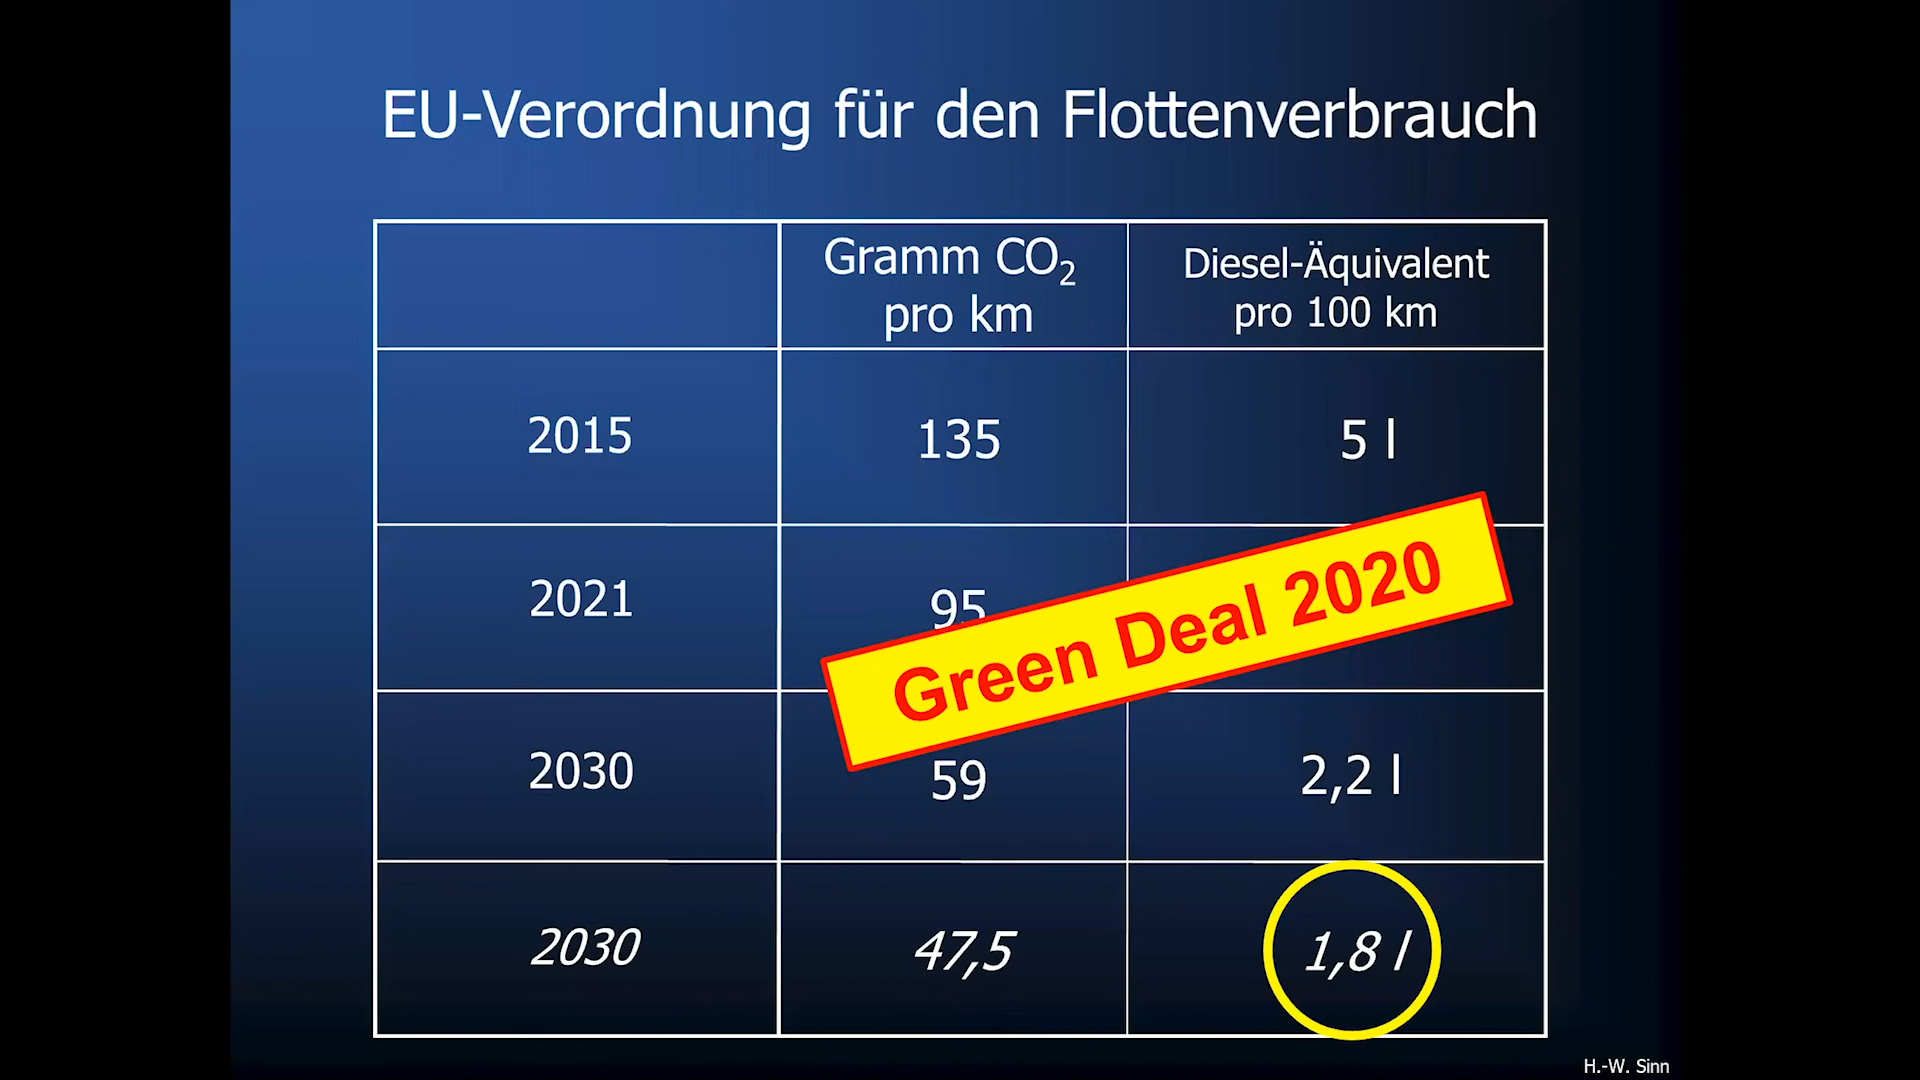 EU-Verordnung für den Flottenverbrauch
Gramm CO₂
pro km
Diesel-Äquivalent
pro 100 km
2015
135
5 l
2021
95
Green Deal 2020
2030
59
2,2 l
2030
47,5
1,8 l
H.-W. Sinn